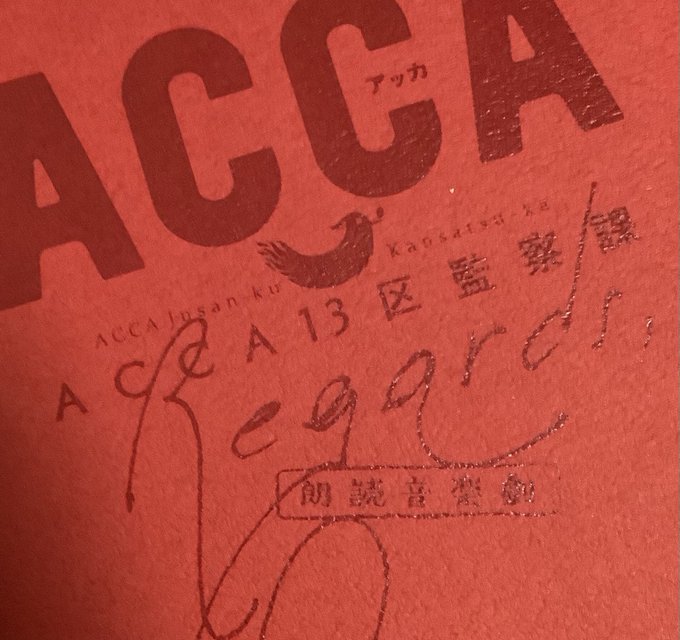 ACCA
アッカ
ACCA Jusan-ku Kansatsu-ka
ACCA13区監察課
Regards,
朗読音楽劇